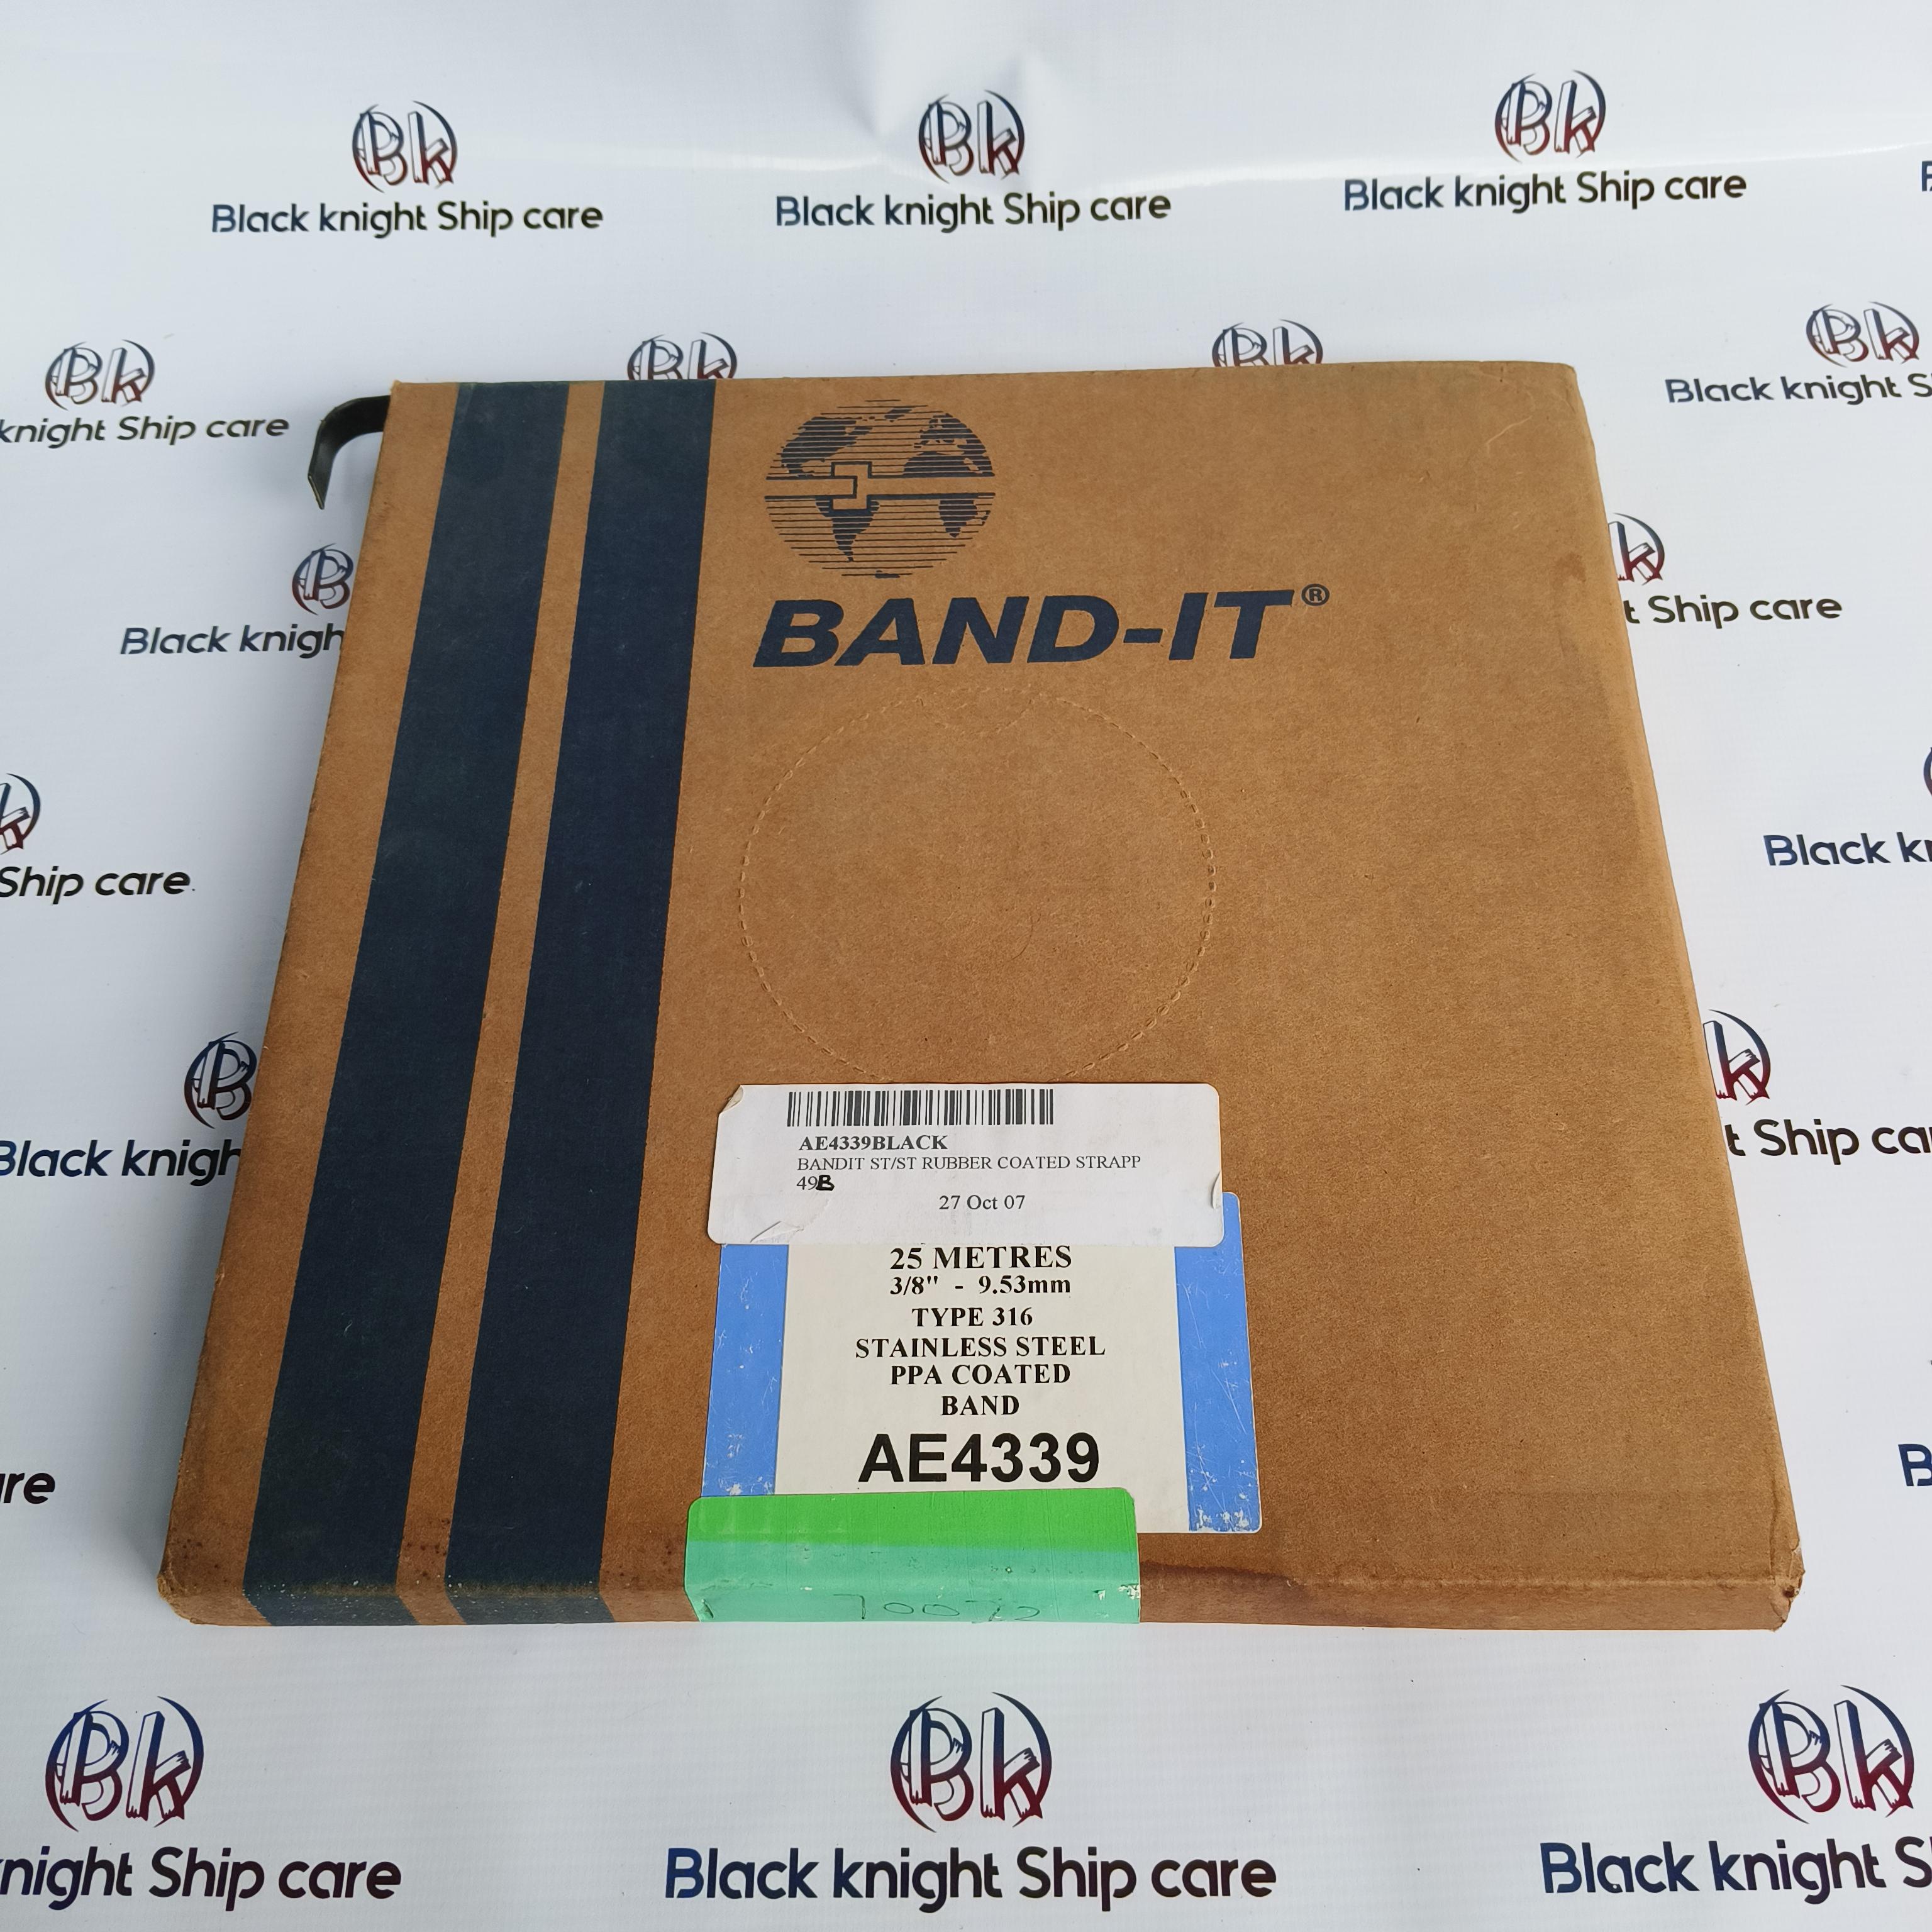 Bk
Black knight Ship care
Bk
Black knight Ship care
Bk
Black knight Ship care
Bk
knight Ship care
Bk
Bk
Bk
Black knight S
BAND-IT®
Black knigh
k
t Ship care
Ship care
Black k
B
Black knigh
k
t Ship ca
AE4339BLACK
BANDIT ST/ST RUBBER COATED STRAPP
49B
27 Oct 07
25 METRES
3/8" - 9.53mm
TYPE 316
STAINLESS STEEL
PPA COATED
BAND
AE4339
re
B
Bk
night Ship care
Bk
Black knight Ship care
Bk
Black knight S